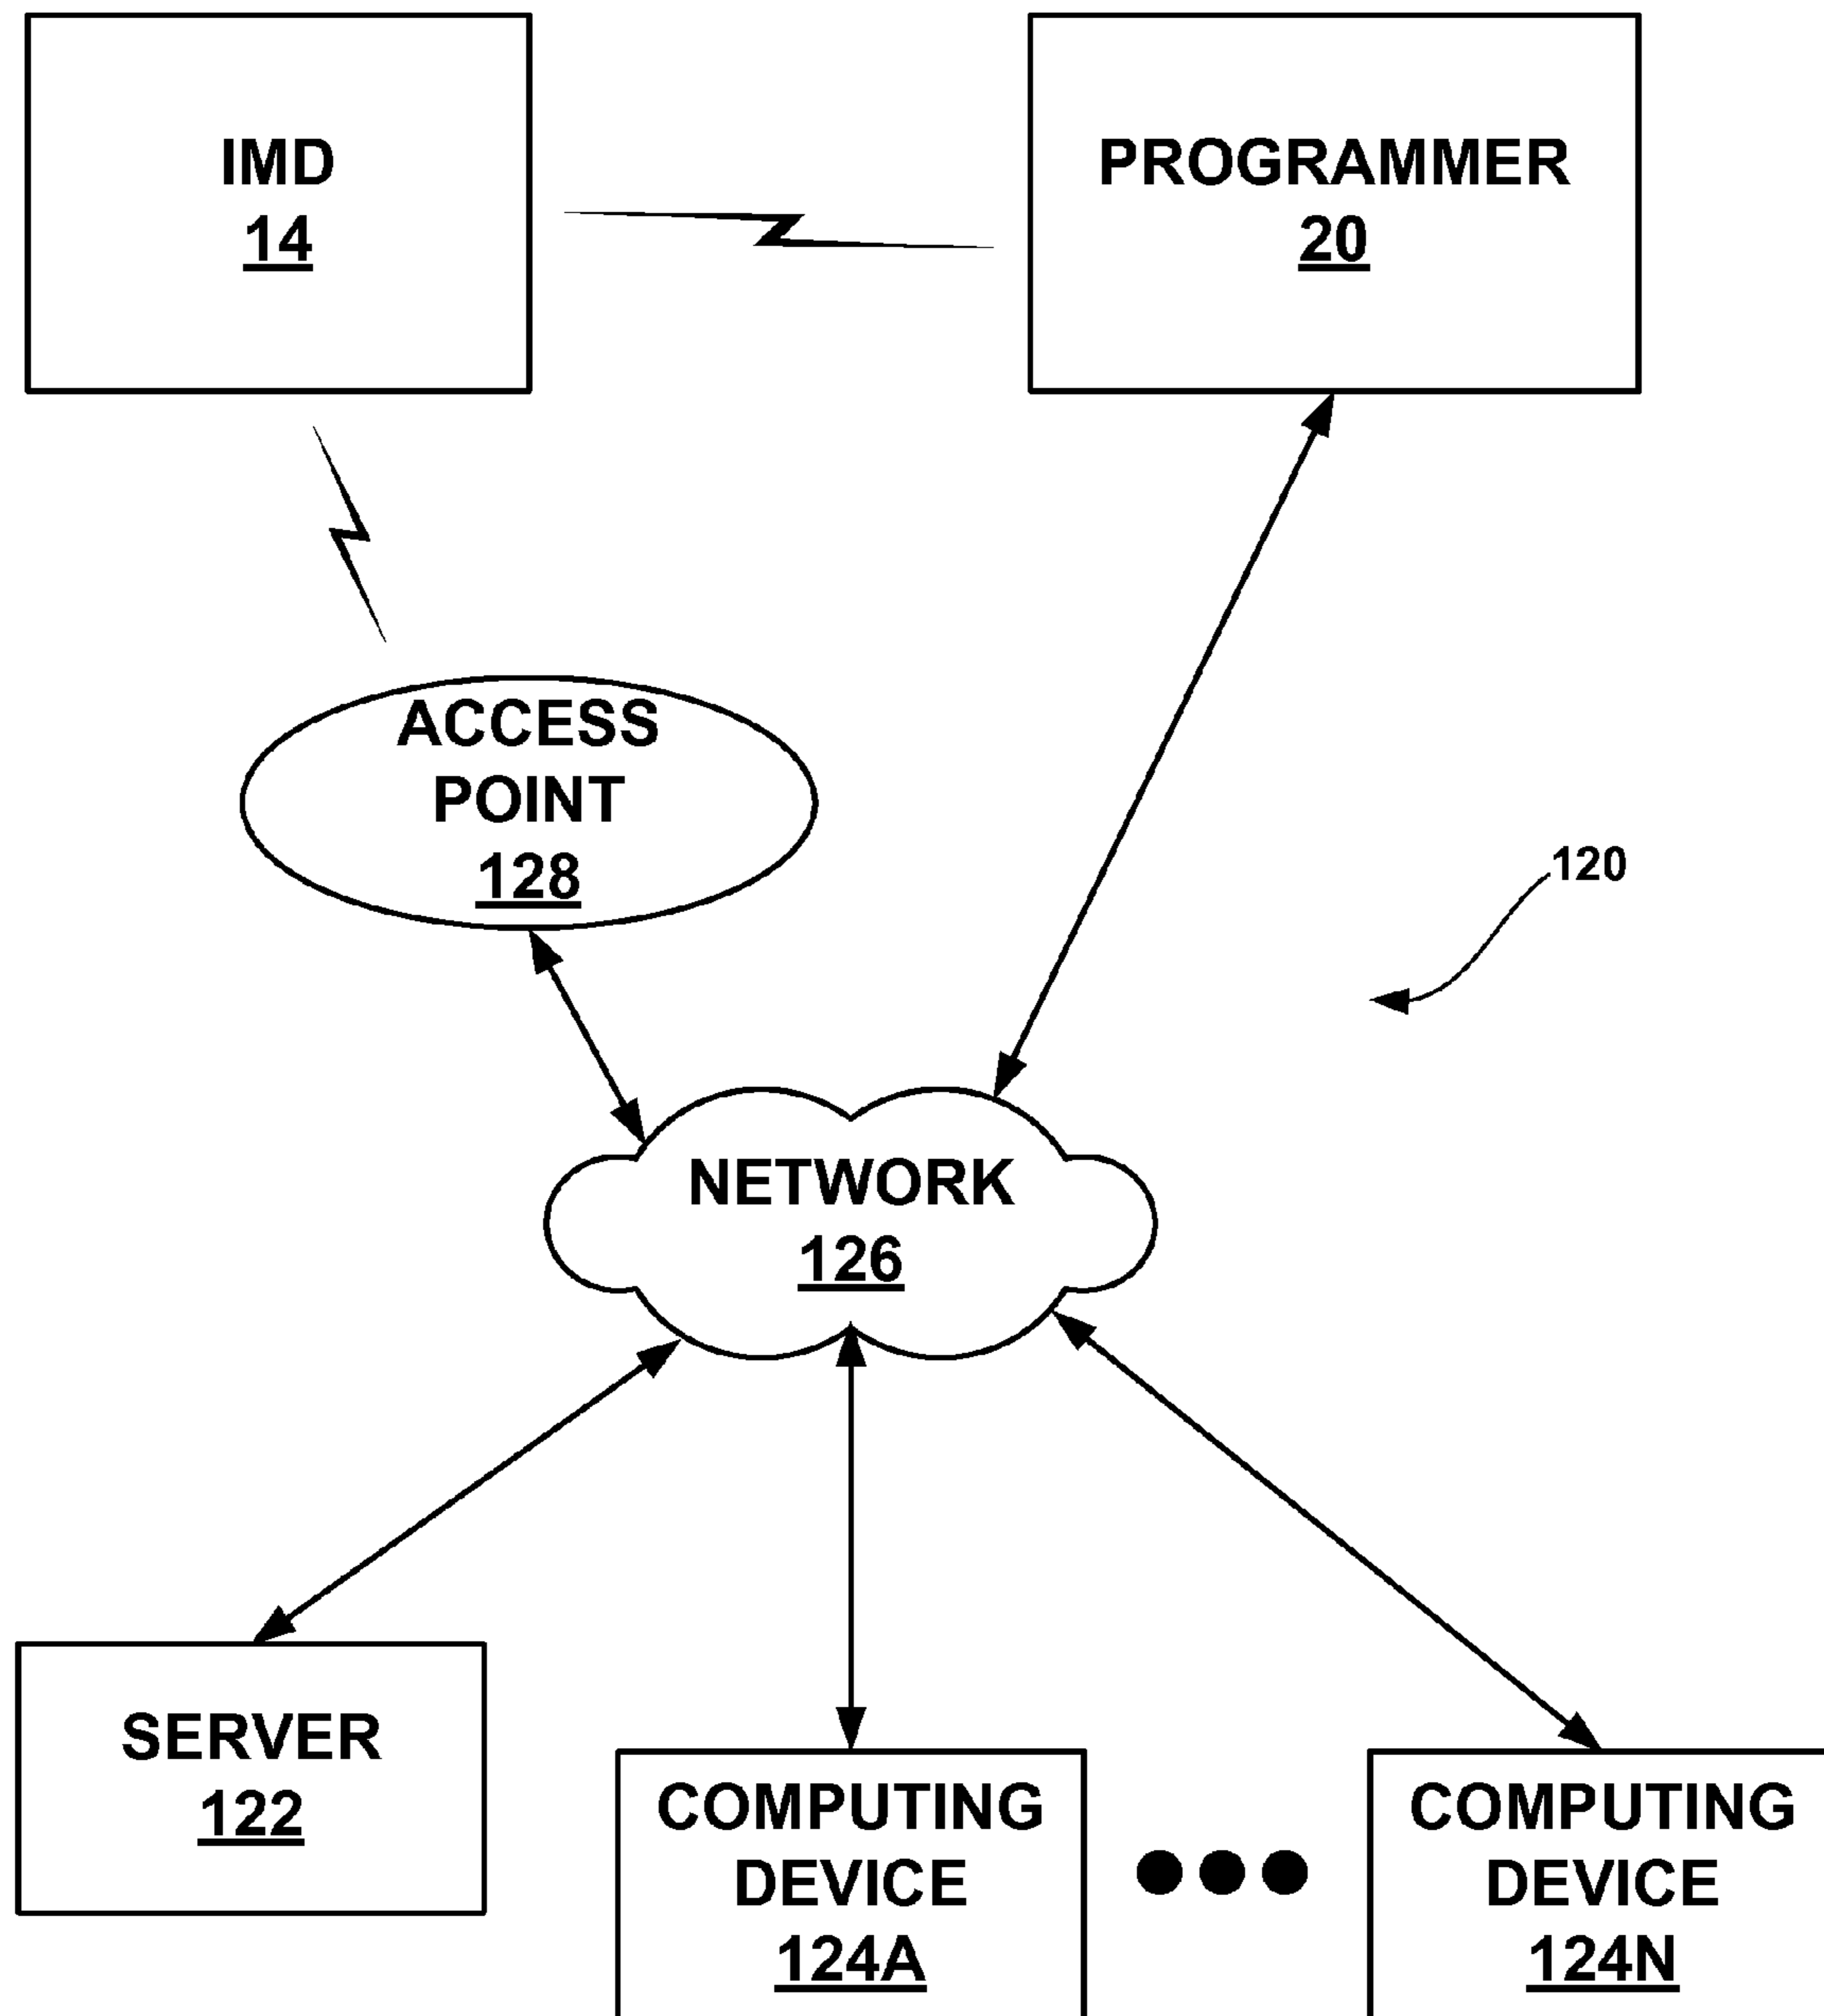 IMD
14
PROGRAMMER
20
ACCESS
POINT
128
120
NETWORK
126
SERVER
122
COMPUTING
DEVICE
124A
COMPUTING
DEVICE
124N